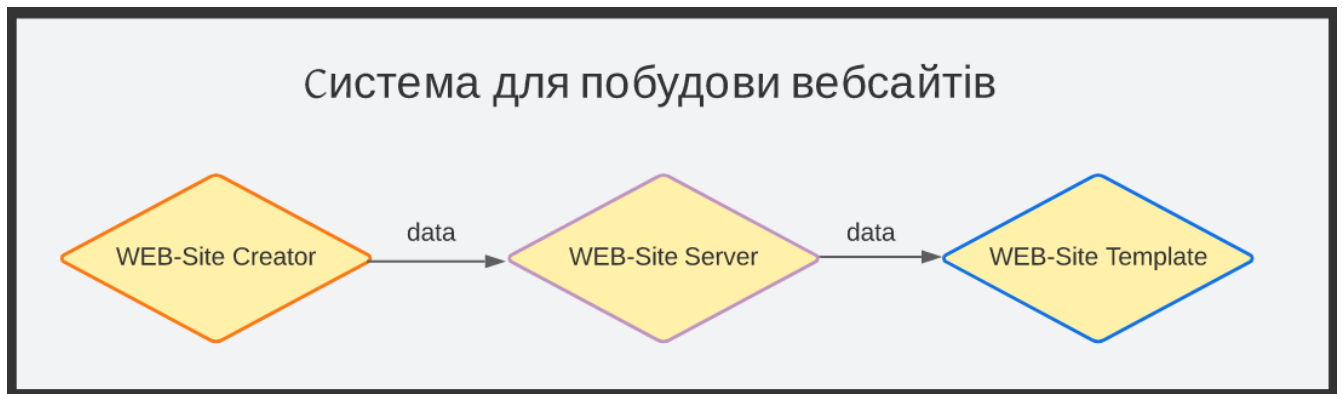 Система для побудови вебсайтів
data
data
WEB-Site Creator
WEB-Site Server
WEB-Site Template